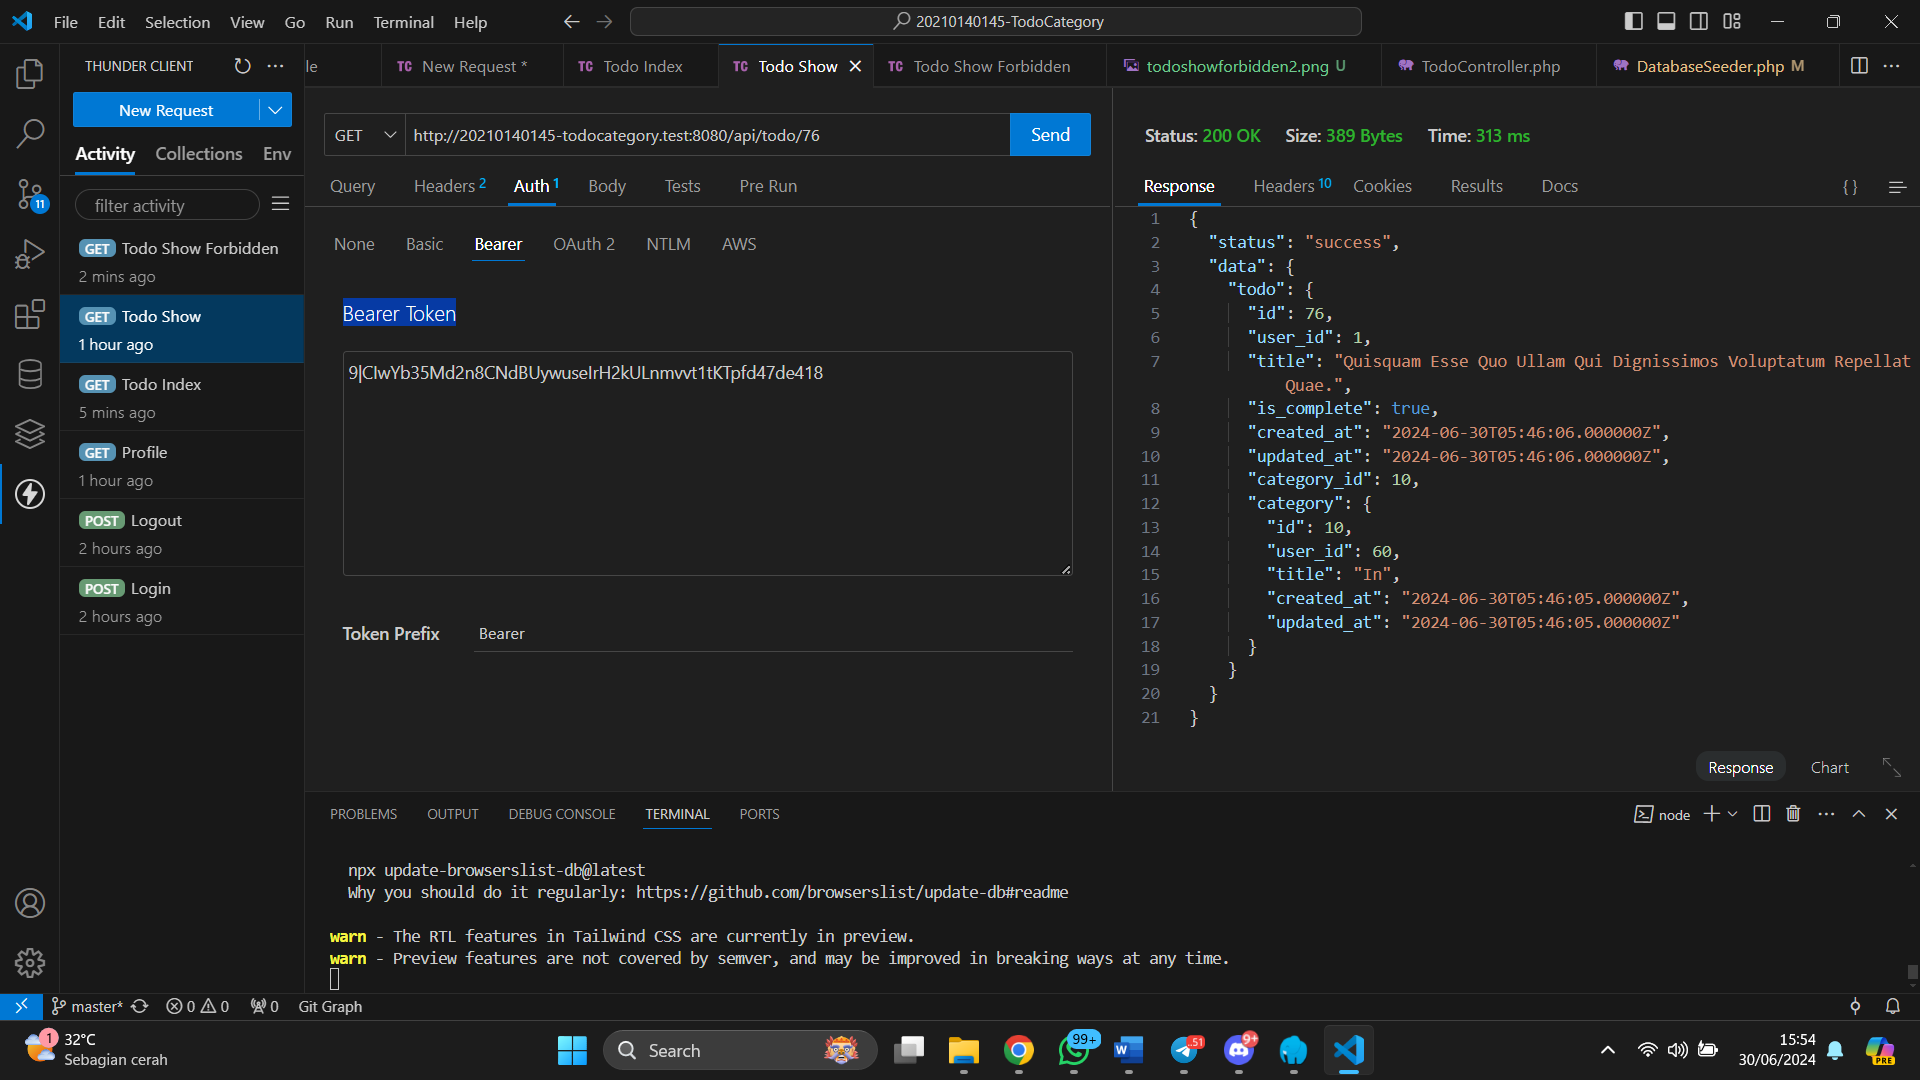 File Edit Selection View Go Run Terminal Help
20210140145-TodoCategory
THUNDER CLIENT
New Request
Activity Collections Env
filter activity
GET Todo Show Forbidden
2 mins ago
GET Todo Show
1 hour ago
GET Todo Index
5 mins ago
GET Profile
1 hour ago
POST Logout
2 hours ago
POST Login
2 hours ago
11
le
TC New Request *
TC Todo Index
TC Todo Show
TC Todo Show Forbidden
todoshowforbidden2.png U
TodoController.php
DatabaseSeeder.php M
GET http://20210140145-todocategory.test:8080/api/todo/76 Send
Query Headers 2 Auth 1 Body Tests Pre Run
None Basic Bearer OAuth 2 NTLM AWS
Bearer Token
9|CIwYb35Md2n8CNdBUywuseIrH2kULnmvvt1tKTpfd47de418
Token Prefix Bearer
Status: 200 OK Size: 389 Bytes Time: 313 ms
Response Headers 10 Cookies Results Docs {}
1 {
2 "status": "success",
3 "data": {
4 "todo": {
5 "id": 76,
6 "user_id": 1,
7 "title": "Quisquam Esse Quo Ullam Qui Dignissimos Voluptatum Repellat
Quae.",
8 "is_complete": true,
9 "created_at": "2024-06-30T05:46:06.000000Z",
10 "updated_at": "2024-06-30T05:46:06.000000Z",
11 "category_id": 10,
12 "category": {
13 "id": 10,
14 "user_id": 60,
15 "title": "In",
16 "created_at": "2024-06-30T05:46:05.000000Z",
17 "updated_at": "2024-06-30T05:46:05.000000Z"
18 }
19 }
20 }
21 }
Response Chart
PROBLEMS OUTPUT DEBUG CONSOLE TERMINAL PORTS
node
npx update-browserslist-db@latest
Why you should do it regularly: https://github.com/browserslist/update-db#readme
warn - The RTL features in Tailwind CSS are currently in preview.
warn - Preview features are not covered by semver, and may be improved in breaking ways at any time.
master* 0 0 0 Git Graph
1
32°C
Sebagian cerah
Search
99+
W
51
9+
15:54
30/06/2024
PRE